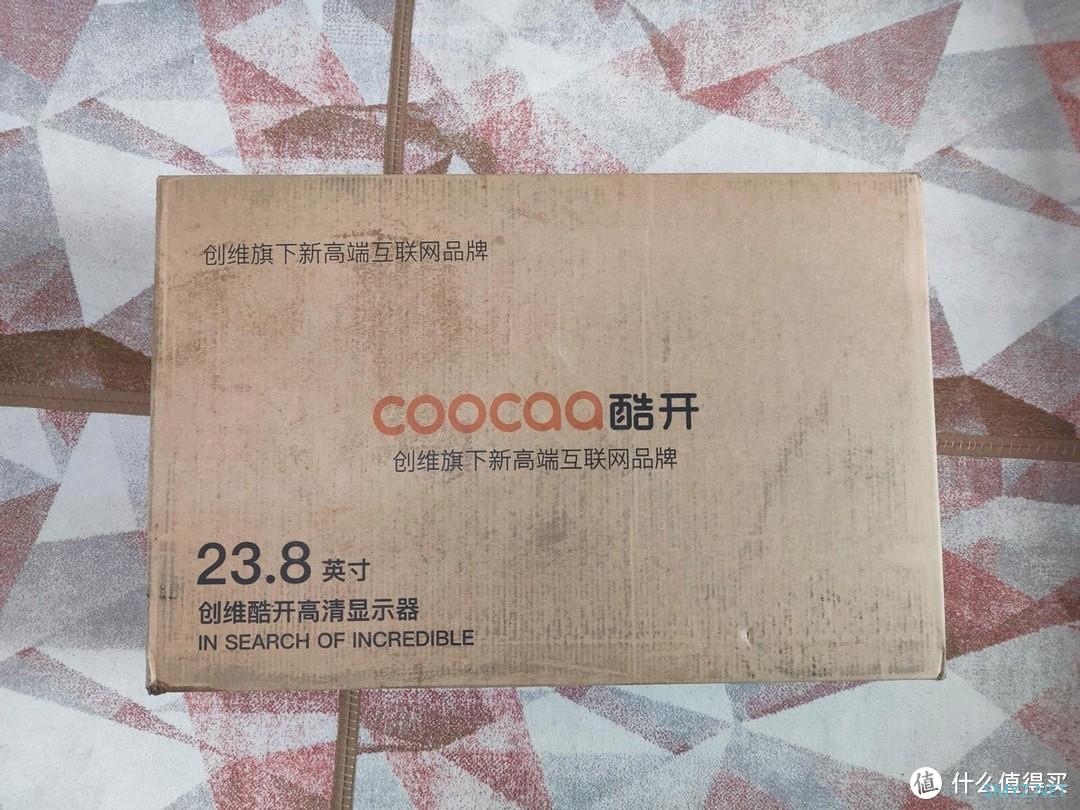 创维旗下新高端互联网品牌
coocaa酷开
创维旗下新高端互联网品牌
23.8 英寸
创维酷开高清显示器
IN SEARCH OF INCREDIBLE
值 什么值得买